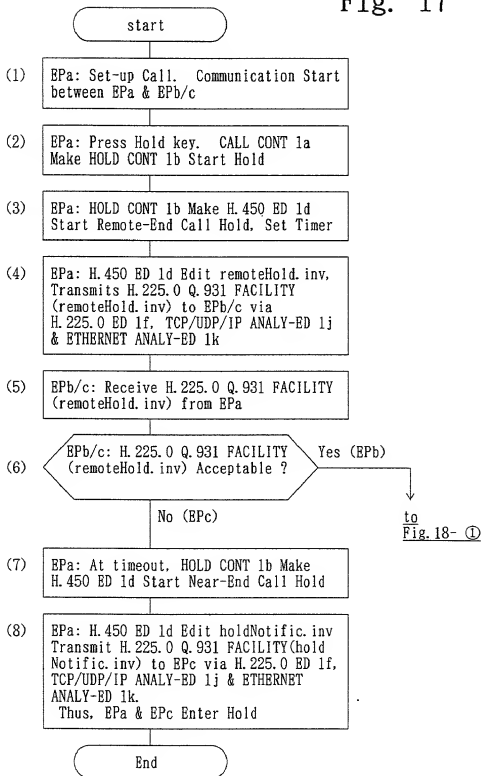 Fig. 17
start
(1) EPa: Set-up Call. Communication Start
between EPa & EPb/c
(2) EPa: Press Hold key. CALL CONT 1a
Make HOLD CONT 1b Start Hold
(3) EPa: HOLD CONT 1b Make H.450 ED 1d
Start Remote-End Call Hold, Set Timer
(4) EPa: H.450 ED 1d Edit remoteHold.inv,
Transmits H.225.0 Q.931 FACILITY
(remoteHold.inv) to EPb/c via
H.225.0 ED 1f, TCP/UDP/IP ANALY-ED 1j
& ETHERNET ANALY-ED 1k
(5) EPb/c: Receive H.225.0 Q.931 FACILITY
(remoteHold.inv) from EPa
(6) EPb/c: H.225.0 Q.931 FACILITY
(remoteHold.inv) Acceptable ?
Yes (EPb)
to
Fig.18- ①
No (EPc)
(7) EPa: At timeout, HOLD CONT 1b Make
H.450 ED 1d Start Near-End Call Hold
(8) EPa: H.450 ED 1d Edit holdNotific.inv
Transmit H.225.0 Q.931 FACILITY(hold
Notific.inv) to EPc via H.225.0 ED 1f,
TCP/UDP/IP ANALY-ED 1j & ETHERNET
ANALY-ED 1k.
Thus, EPa & EPc Enter Hold
End